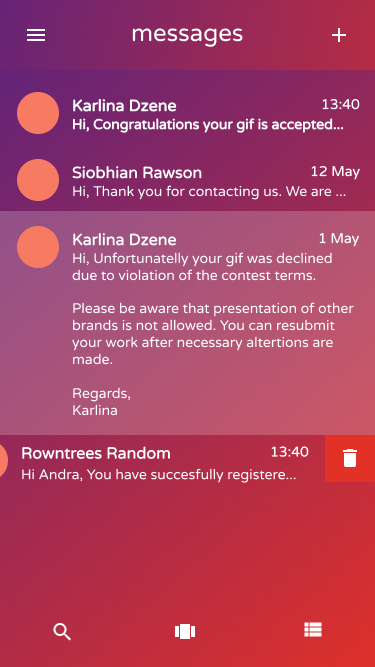 messages
Karlina Dzene 13:40
Hi, Congratulations your gif is accepted...
Siobhian Rawson 12 May
Hi, Thank you for contacting us. We are ...
Karlina Dzene 1 May
Hi, Unfortunatelly your gif was declined
due to violation of the contest terms.
Please be aware that presentation of other
brands is not allowed. You can resubmit
your work after necessary altertions are
made.
Regards,
Karlina
Rowntrees Random 13:40
Hi Andra, You have succesfully registere...